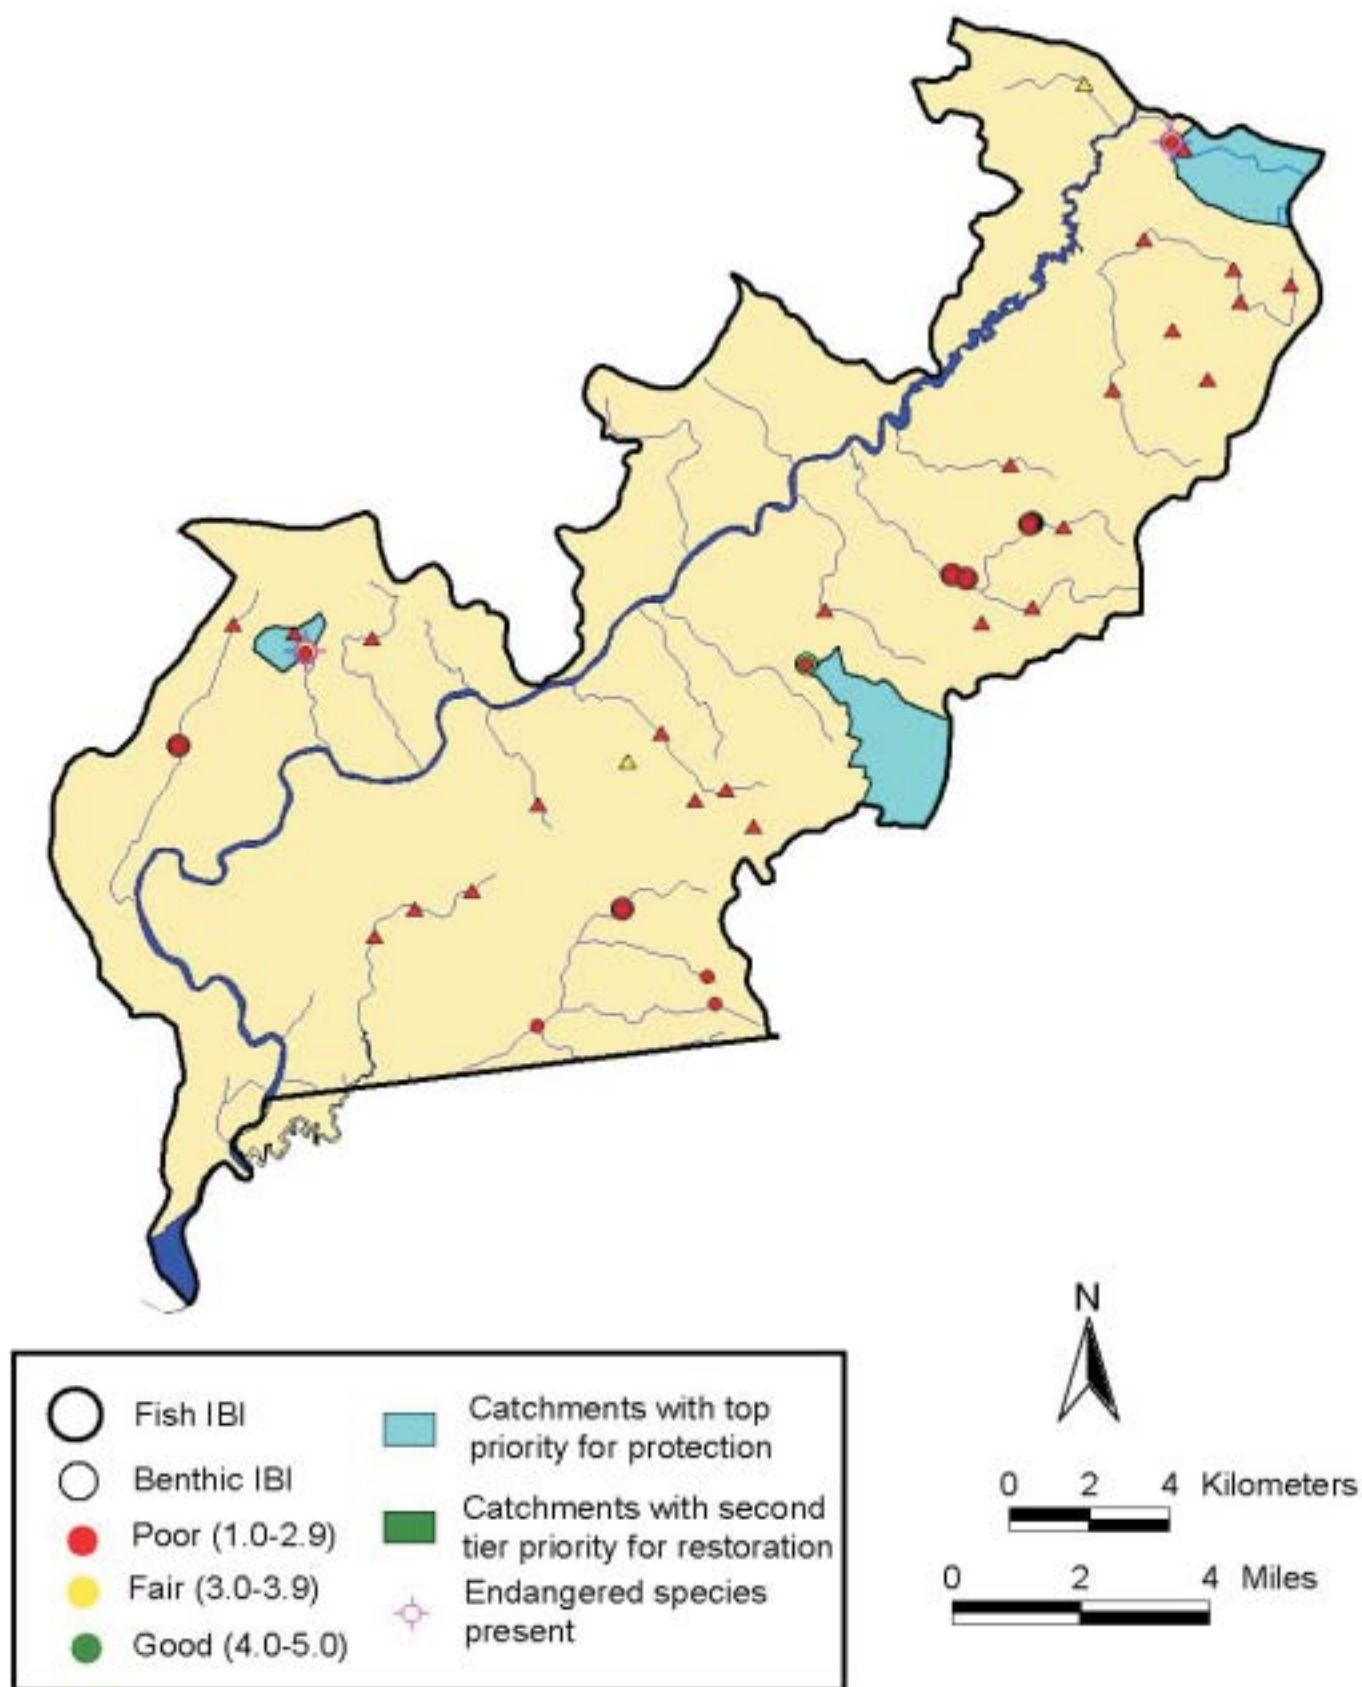 Fish IBI
Benthic IBI
Poor (1.0-2.9)
Fair (3.0-3.9)
Good (4.0-5.0)
Catchments with top
priority for protection
Catchments with second
tier priority for restoration
Endangered species
present
N
0 2 4 Kilometers
0 2 4 Miles